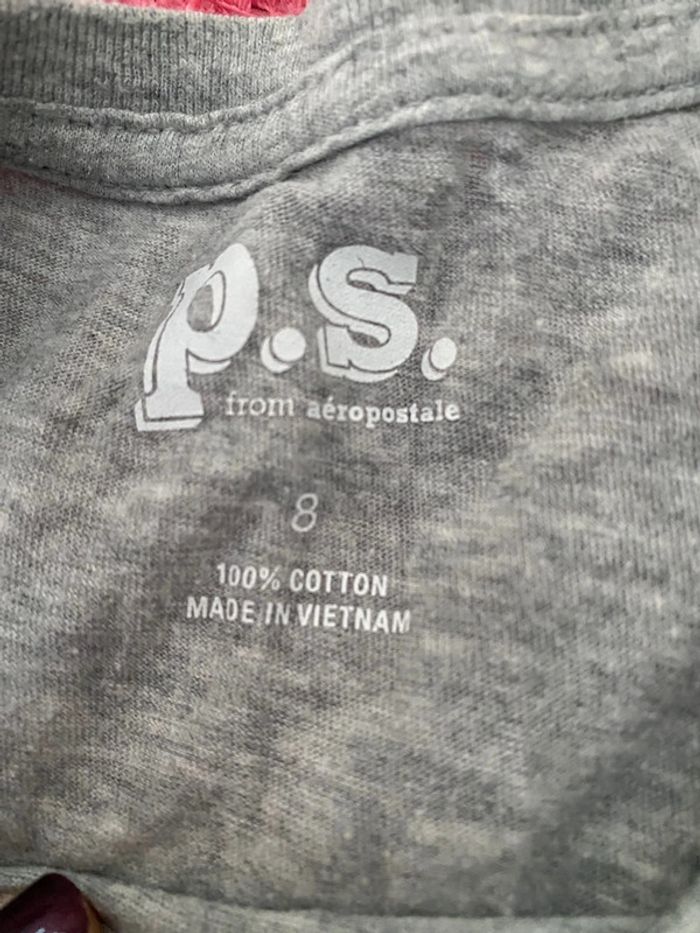 p.s.
from aéropostale
8
100% COTTON
MADE IN VIETNAM